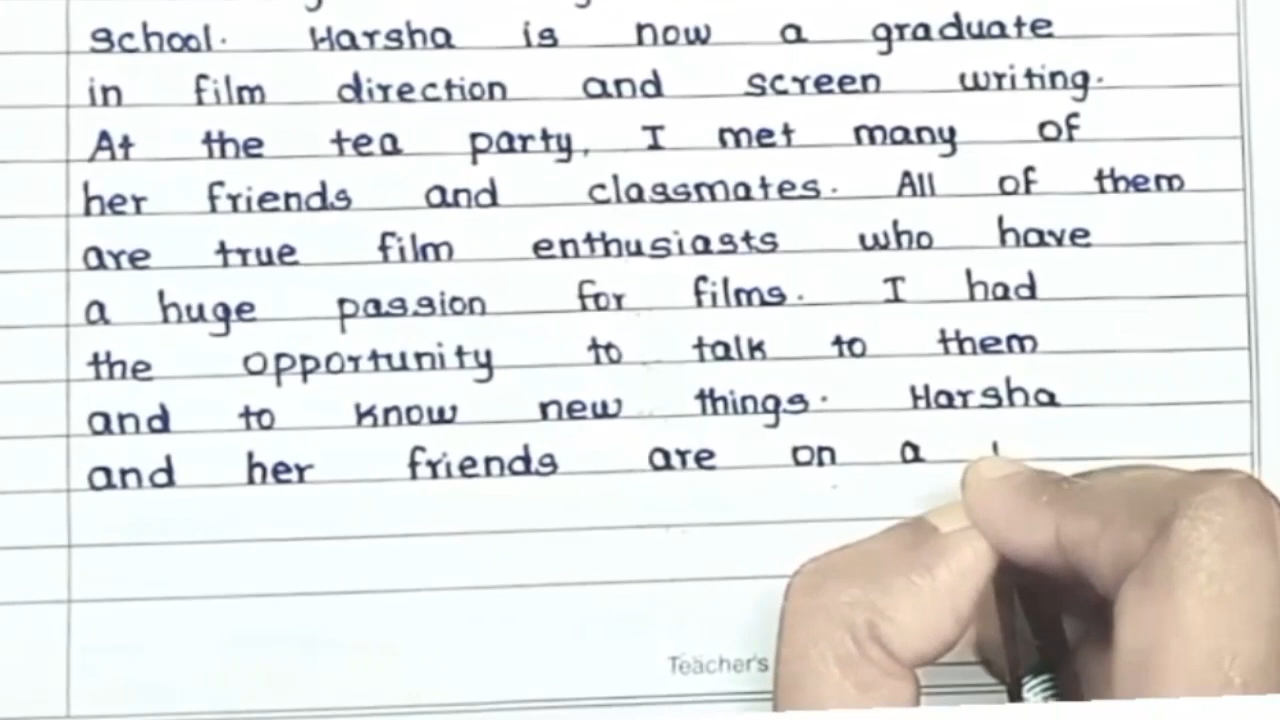 school. Harsha is now a graduate
in film direction and screen writing.
At the tea party, I met many of
her friends and classmates. All of them
are true film enthusiasts who have
a huge passion for films. I had
the opportunity to talk to them
and to know new things. Harsha
and her friends are on a
Teacher's